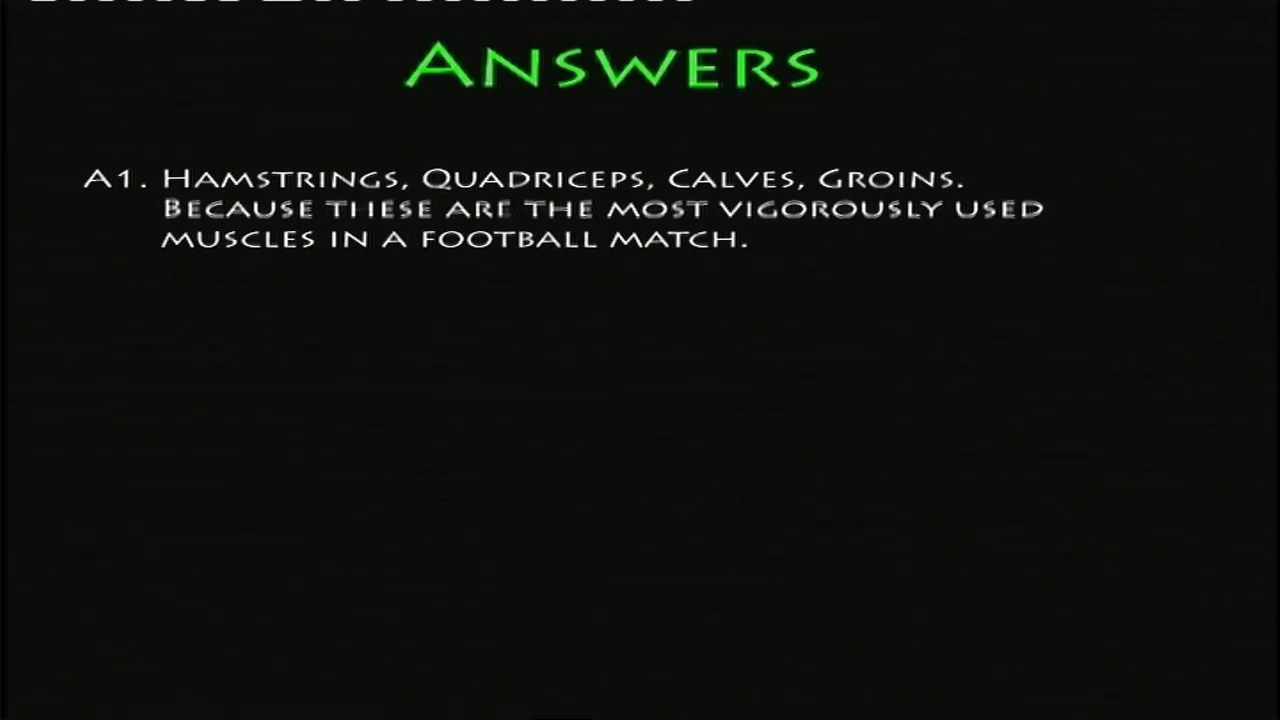 Answers
A1. Hamstrings, Quadriceps, Calves, Groins.
Because these are the most vigorously used
muscles in a football match.